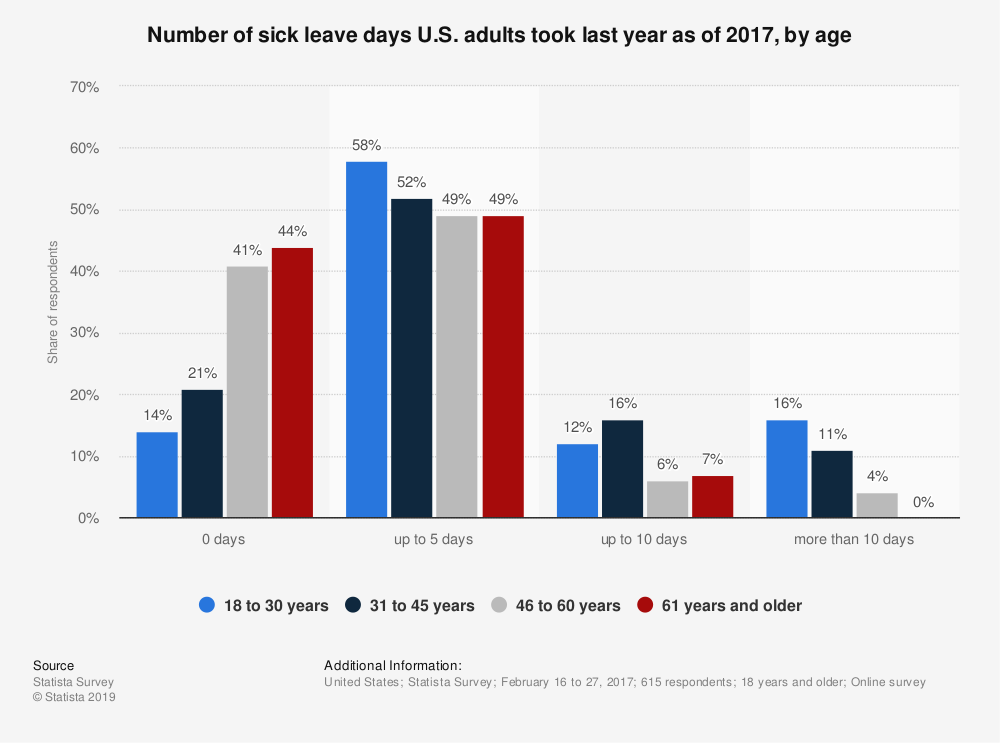 Number of sick leave days U.S. adults took last year as of 2017, by age
70%
60%
50%
40%
30%
20%
10%
0%
Share of respondents
14%
21%
41%
44%
58%
52%
49%
49%
12%
16%
6%
7%
16%
11%
4%
0%
0 days
up to 5 days
up to 10 days
more than 10 days
18 to 30 years
31 to 45 years
46 to 60 years
61 years and older
Source
Statista Survey
© Statista 2019
Additional Information:
United States; Statista Survey; February 16 to 27, 2017; 615 respondents; 18 years and older; Online survey